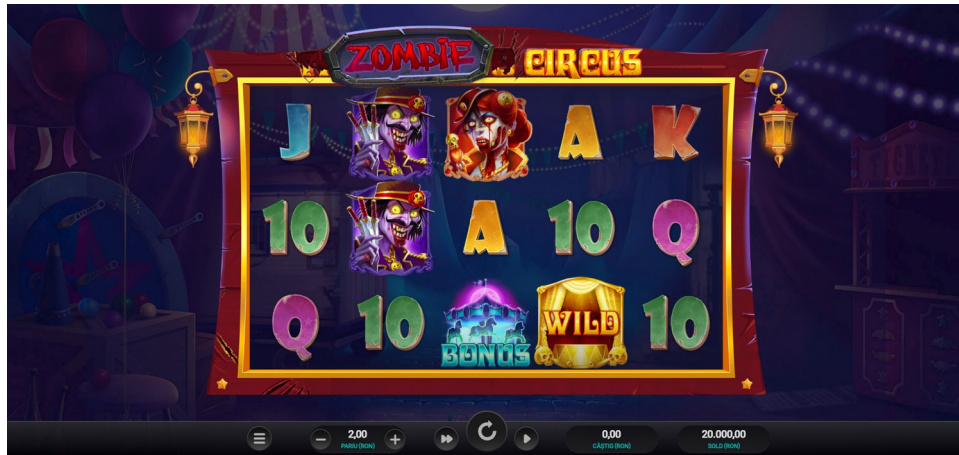 ZOMBIE CIRCUS
J A K
10 A 10 Q
Q 10 BONUS WILD 10
2,00 0,00 20.000,00
PARIU (RON) CÂȘTIG (RON) SOLD (RON)